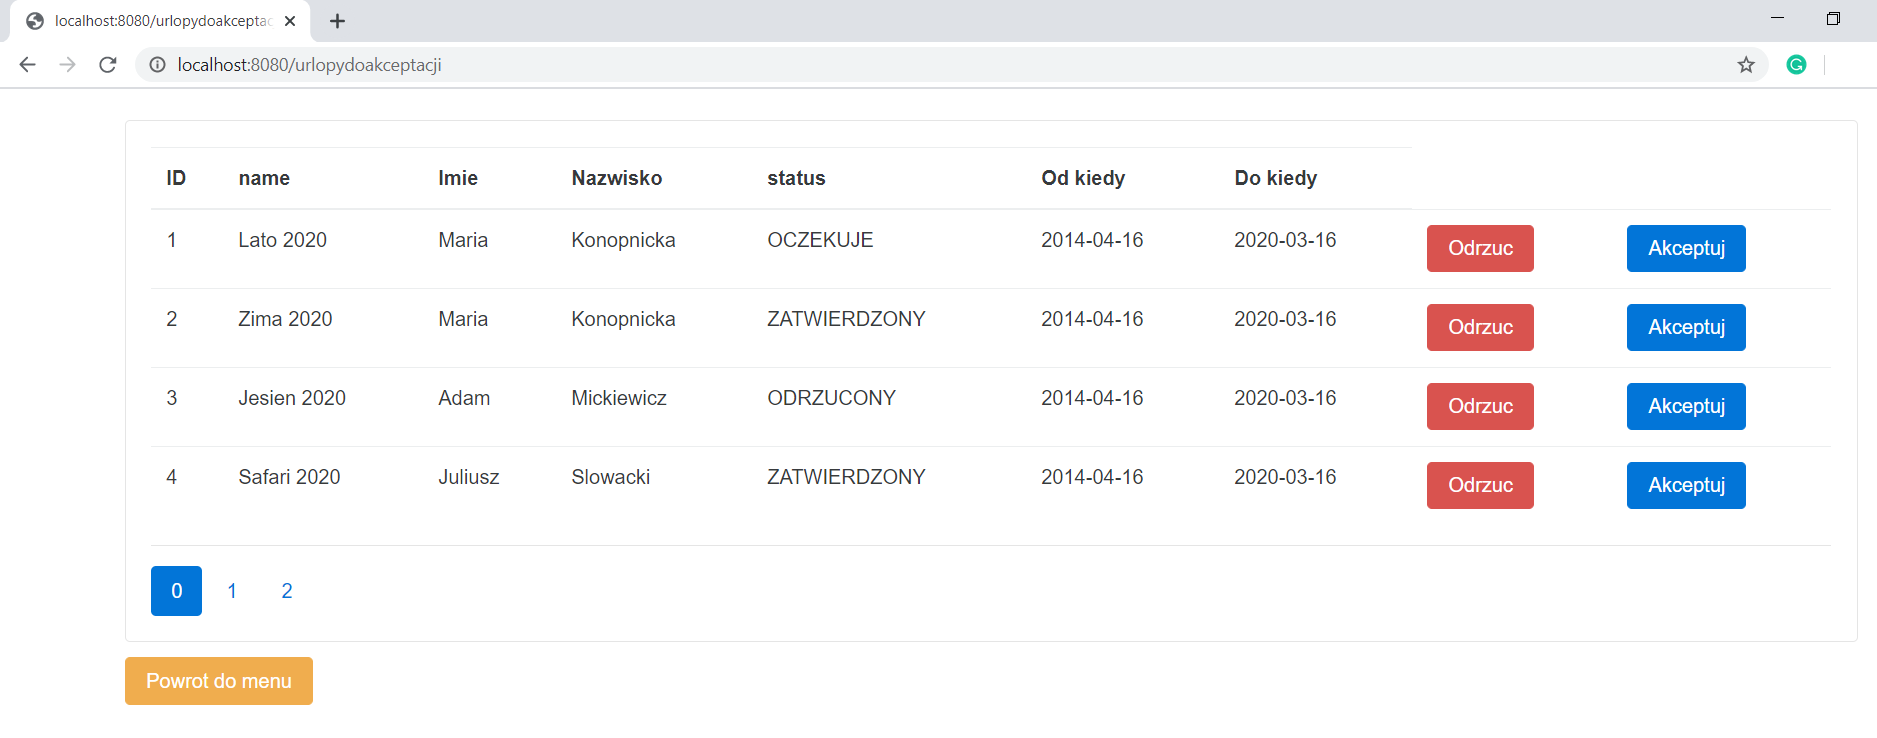 localhost:8080/urlopydoakceptac
localhost:8080/urlopydoakceptacji
ID name Imie Nazwisko status Od kiedy Do kiedy
1 Lato 2020 Maria Konopnicka OCZEKUJE 2014-04-16 2020-03-16 Odrzuc Akceptuj
2 Zima 2020 Maria Konopnicka ZATWIERDZONY 2014-04-16 2020-03-16 Odrzuc Akceptuj
3 Jesien 2020 Adam Mickiewicz ODRZUCONY 2014-04-16 2020-03-16 Odrzuc Akceptuj
4 Safari 2020 Juliusz Slowacki ZATWIERDZONY 2014-04-16 2020-03-16 Odrzuc Akceptuj
0 1 2
Powrot do menu